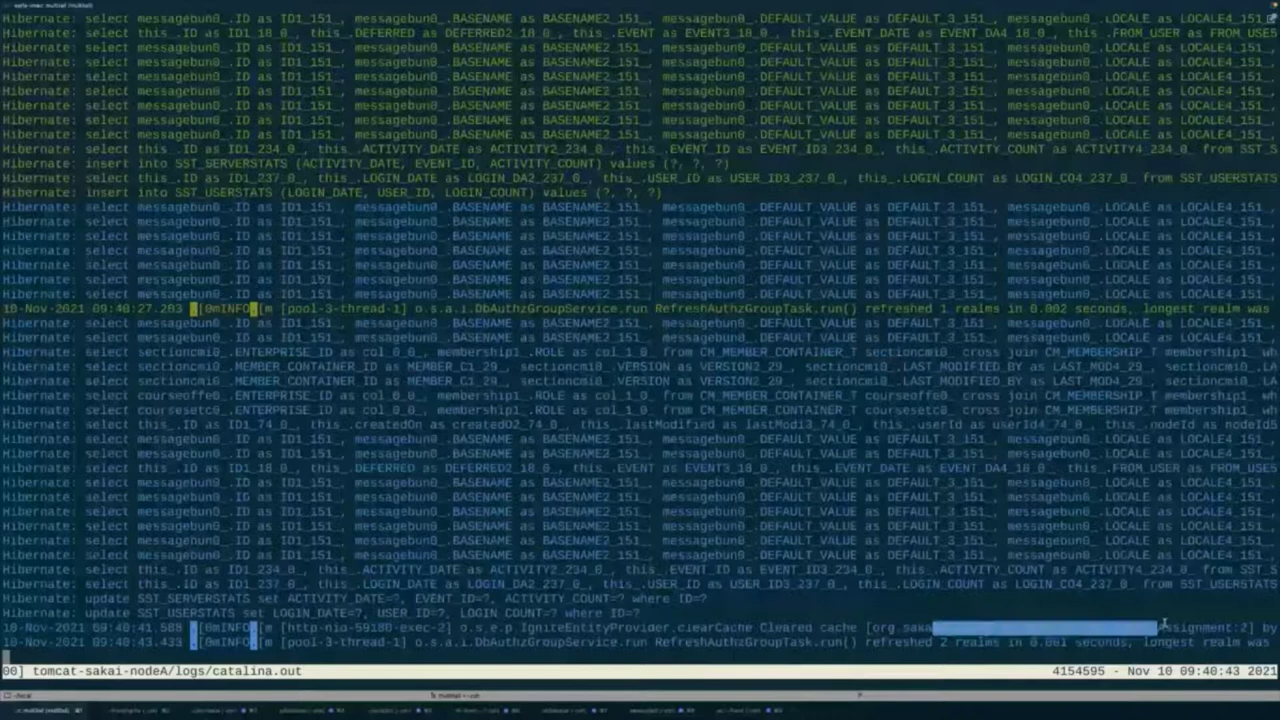 Hibernate: select messagebun0_.ID as ID1_151_, messagebun0_.BASENAME as BASENAME2_151_, messagebun0_.DEFAULT_VALUE as DEFAULT_3_151_, messagebun0_.LOCALE as LOCALE4_151_
Hibernate: select this_.ID as ID1_18_0_, this_.DEFERRED as DEFERRED2_18_0_, this_.EVENT as EVENT3_18_0_, this_.EVENT_DATE as EVENT_DA4_18_0_, this_.FROM_USER as FROM_USE5
Hibernate: select messagebun0_.ID as ID1_151_, messagebun0_.BASENAME as BASENAME2_151_, messagebun0_.DEFAULT_VALUE as DEFAULT_3_151_, messagebun0_.LOCALE as LOCALE4_151_
Hibernate: select messagebun0_.ID as ID1_151_, messagebun0_.BASENAME as BASENAME2_151_, messagebun0_.DEFAULT_VALUE as DEFAULT_3_151_, messagebun0_.LOCALE as LOCALE4_151_
Hibernate: select messagebun0_.ID as ID1_151_, messagebun0_.BASENAME as BASENAME2_151_, messagebun0_.DEFAULT_VALUE as DEFAULT_3_151_, messagebun0_.LOCALE as LOCALE4_151_
Hibernate: select messagebun0_.ID as ID1_151_, messagebun0_.BASENAME as BASENAME2_151_, messagebun0_.DEFAULT_VALUE as DEFAULT_3_151_, messagebun0_.LOCALE as LOCALE4_151_
Hibernate: select messagebun0_.ID as ID1_151_, messagebun0_.BASENAME as BASENAME2_151_, messagebun0_.DEFAULT_VALUE as DEFAULT_3_151_, messagebun0_.LOCALE as LOCALE4_151_
Hibernate: select messagebun0_.ID as ID1_151_, messagebun0_.BASENAME as BASENAME2_151_, messagebun0_.DEFAULT_VALUE as DEFAULT_3_151_, messagebun0_.LOCALE as LOCALE4_151_
Hibernate: select messagebun0_.ID as ID1_151_, messagebun0_.BASENAME as BASENAME2_151_, messagebun0_.DEFAULT_VALUE as DEFAULT_3_151_, messagebun0_.LOCALE as LOCALE4_151_
Hibernate: select this_.ID as ID1_234_0_, this_.ACTIVITY_DATE as ACTIVITY2_234_0_, this_.EVENT_ID as EVENT_ID3_234_0_, this_.ACTIVITY_COUNT as ACTIVITY4_234_0_ from SST_S
Hibernate: insert into SST_SERVERSTATS (ACTIVITY_DATE, EVENT_ID, ACTIVITY_COUNT) values (?, ?, ?)
Hibernate: select this_.ID as ID1_237_0_, this_.LOGIN_DATE as LOGIN_DA2_237_0_, this_.USER_ID as USER_ID3_237_0_, this_.LOGIN_COUNT as LOGIN_CO4_237_0_ from SST_USERSTATS
Hibernate: insert into SST_USERSTATS (LOGIN_DATE, USER_ID, LOGIN_COUNT) values (?, ?, ?)
Hibernate: select messagebun0_.ID as ID1_151_, messagebun0_.BASENAME as BASENAME2_151_, messagebun0_.DEFAULT_VALUE as DEFAULT_3_151_, messagebun0_.LOCALE as LOCALE4_151_
Hibernate: select messagebun0_.ID as ID1_151_, messagebun0_.BASENAME as BASENAME2_151_, messagebun0_.DEFAULT_VALUE as DEFAULT_3_151_, messagebun0_.LOCALE as LOCALE4_151_
Hibernate: select messagebun0_.ID as ID1_151_, messagebun0_.BASENAME as BASENAME2_151_, messagebun0_.DEFAULT_VALUE as DEFAULT_3_151_, messagebun0_.LOCALE as LOCALE4_151_
Hibernate: select messagebun0_.ID as ID1_151_, messagebun0_.BASENAME as BASENAME2_151_, messagebun0_.DEFAULT_VALUE as DEFAULT_3_151_, messagebun0_.LOCALE as LOCALE4_151_
Hibernate: select messagebun0_.ID as ID1_151_, messagebun0_.BASENAME as BASENAME2_151_, messagebun0_.DEFAULT_VALUE as DEFAULT_3_151_, messagebun0_.LOCALE as LOCALE4_151_
Hibernate: select messagebun0_.ID as ID1_151_, messagebun0_.BASENAME as BASENAME2_151_, messagebun0_.DEFAULT_VALUE as DEFAULT_3_151_, messagebun0_.LOCALE as LOCALE4_151_
Hibernate: select messagebun0_.ID as ID1_151_, messagebun0_.BASENAME as BASENAME2_151_, messagebun0_.DEFAULT_VALUE as DEFAULT_3_151_, messagebun0_.LOCALE as LOCALE4_151_
10-Nov-2021 09:40:27.203 [0mINFO [m [pool-3-thread-1] o.s.a.i.DbAuthzGroupService.run RefreshAuthzGroupTask.run() refreshed 1 realms in 0.002 seconds, longest realm was
Hibernate: select messagebun0_.ID as ID1_151_, messagebun0_.BASENAME as BASENAME2_151_, messagebun0_.DEFAULT_VALUE as DEFAULT_3_151_, messagebun0_.LOCALE as LOCALE4_151_
Hibernate: select messagebun0_.ID as ID1_151_, messagebun0_.BASENAME as BASENAME2_151_, messagebun0_.DEFAULT_VALUE as DEFAULT_3_151_, messagebun0_.LOCALE as LOCALE4_151_
Hibernate: select sectioncmi0_.ENTERPRISE_ID as col_0_0_, membership1_.ROLE as col_1_0_ from CM_MEMBER_CONTAINER_T sectioncmi0_ cross join CM_MEMBERSHIP_T membership1_ wh
Hibernate: select sectioncmi0_.MEMBER_CONTAINER_ID as MEMBER_C1_29_, sectioncmi0_.VERSION as VERSION2_29_, sectioncmi0_.LAST_MODIFIED_BY as LAST_MOD4_29_, sectioncmi0_.LA
Hibernate: select sectioncmi0_.MEMBER_CONTAINER_ID as MEMBER_C1_29_, sectioncmi0_.VERSION as VERSION2_29_, sectioncmi0_.LAST_MODIFIED_BY as LAST_MOD4_29_, sectioncmi0_.LA
Hibernate: select courseoffe0_.ENTERPRISE_ID as col_0_0_, membership1_.ROLE as col_1_0_ from CM_MEMBER_CONTAINER_T courseoffe0_ cross join CM_MEMBERSHIP_T membership1_ wh
Hibernate: select coursesetc0_.ENTERPRISE_ID as col_0_0_, membership1_.ROLE as col_1_0_ from CM_MEMBER_CONTAINER_T coursesetc0_ cross join CM_MEMBERSHIP_T membership1_ wh
Hibernate: select this_.ID as ID1_74_0_, this_.createdOn as createdO2_74_0_, this_.lastModified as lastModi3_74_0_, this_.userId as userId4_74_0_, this_.nodeId as nodeId5
Hibernate: select messagebun0_.ID as ID1_151_, messagebun0_.BASENAME as BASENAME2_151_, messagebun0_.DEFAULT_VALUE as DEFAULT_3_151_, messagebun0_.LOCALE as LOCALE4_151_
Hibernate: select messagebun0_.ID as ID1_151_, messagebun0_.BASENAME as BASENAME2_151_, messagebun0_.DEFAULT_VALUE as DEFAULT_3_151_, messagebun0_.LOCALE as LOCALE4_151_
Hibernate: select this_.ID as ID1_18_0_, this_.DEFERRED as DEFERRED2_18_0_, this_.EVENT as EVENT3_18_0_, this_.EVENT_DATE as EVENT_DA4_18_0_, this_.FROM_USER as FROM_USE5
Hibernate: select messagebun0_.ID as ID1_151_, messagebun0_.BASENAME as BASENAME2_151_, messagebun0_.DEFAULT_VALUE as DEFAULT_3_151_, messagebun0_.LOCALE as LOCALE4_151_
Hibernate: select messagebun0_.ID as ID1_151_, messagebun0_.BASENAME as BASENAME2_151_, messagebun0_.DEFAULT_VALUE as DEFAULT_3_151_, messagebun0_.LOCALE as LOCALE4_151_
Hibernate: select messagebun0_.ID as ID1_151_, messagebun0_.BASENAME as BASENAME2_151_, messagebun0_.DEFAULT_VALUE as DEFAULT_3_151_, messagebun0_.LOCALE as LOCALE4_151_
Hibernate: select messagebun0_.ID as ID1_151_, messagebun0_.BASENAME as BASENAME2_151_, messagebun0_.DEFAULT_VALUE as DEFAULT_3_151_, messagebun0_.LOCALE as LOCALE4_151_
Hibernate: select messagebun0_.ID as ID1_151_, messagebun0_.BASENAME as BASENAME2_151_, messagebun0_.DEFAULT_VALUE as DEFAULT_3_151_, messagebun0_.LOCALE as LOCALE4_151_
Hibernate: select messagebun0_.ID as ID1_151_, messagebun0_.BASENAME as BASENAME2_151_, messagebun0_.DEFAULT_VALUE as DEFAULT_3_151_, messagebun0_.LOCALE as LOCALE4_151_
Hibernate: select this_.ID as ID1_234_0_, this_.ACTIVITY_DATE as ACTIVITY2_234_0_, this_.EVENT_ID as EVENT_ID3_234_0_, this_.ACTIVITY_COUNT as ACTIVITY4_234_0_ from SST_S
Hibernate: select this_.ID as ID1_237_0_, this_.LOGIN_DATE as LOGIN_DA2_237_0_, this_.USER_ID as USER_ID3_237_0_, this_.LOGIN_COUNT as LOGIN_CO4_237_0_ from SST_USERSTATS
Hibernate: update SST_SERVERSTATS set ACTIVITY_DATE=?, EVENT_ID=?, ACTIVITY_COUNT=? where ID=?
Hibernate: update SST_USERSTATS set LOGIN_DATE=?, USER_ID=?, LOGIN_COUNT=? where ID=?
10-Nov-2021 09:40:41.588 [0mINFO [m [http-nio-59180-exec-2] o.s.e.p IgniteEntityProvider.clearCache Cleared cache [org.saka Assignment:2] by
10-Nov-2021 09:40:43.433 [0mINFO [m [pool-3-thread-1] o.s.a.i.DbAuthzGroupService.run RefreshAuthzGroupTask.run() refreshed 2 realms in 0.001 seconds, longest realm was
00] tomcat-sakai-nodeA/logs/catalina.out 4154595 - Nov 10 09:40:43 2021